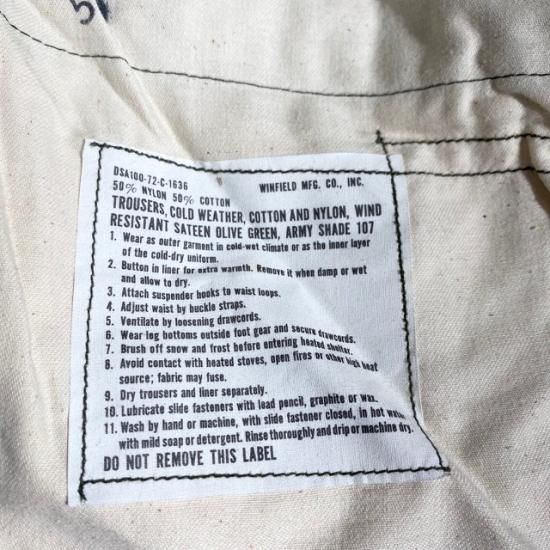 5
DSA100-72-C-1636
50% NYLON 50% COTTON WINFIELD MFG. CO., INC.
TROUSERS, COLD WEATHER, COTTON AND NYLON, WIND
RESISTANT SATEEN OLIVE GREEN, ARMY SHADE 107
1. Wear as outer garment in cold-wet climate or as the inner layer
of the cold-dry uniform.
2. Button in liner for extra warmth. Remove it when damp or wet
and allow to dry.
3. Attach suspender hooks to waist loops.
4. Adjust waist by buckle straps.
5. Ventilate by loosening drawcords.
6. Wear leg bottoms outside foot gear and secure drawcords.
7. Brush off snow and frost before entering heated shelter.
8. Avoid contact with heated stoves, open fires or other high heat
source; fabric may fuse.
9. Dry trousers and liner separately.
10. Lubricate slide fasteners with lead pencil, graphite or wax.
11. Wash by hand or machine, with slide fastener closed, in hot water
with mild soap or detergent. Rinse thoroughly and drip or machine dry.
DO NOT REMOVE THIS LABEL